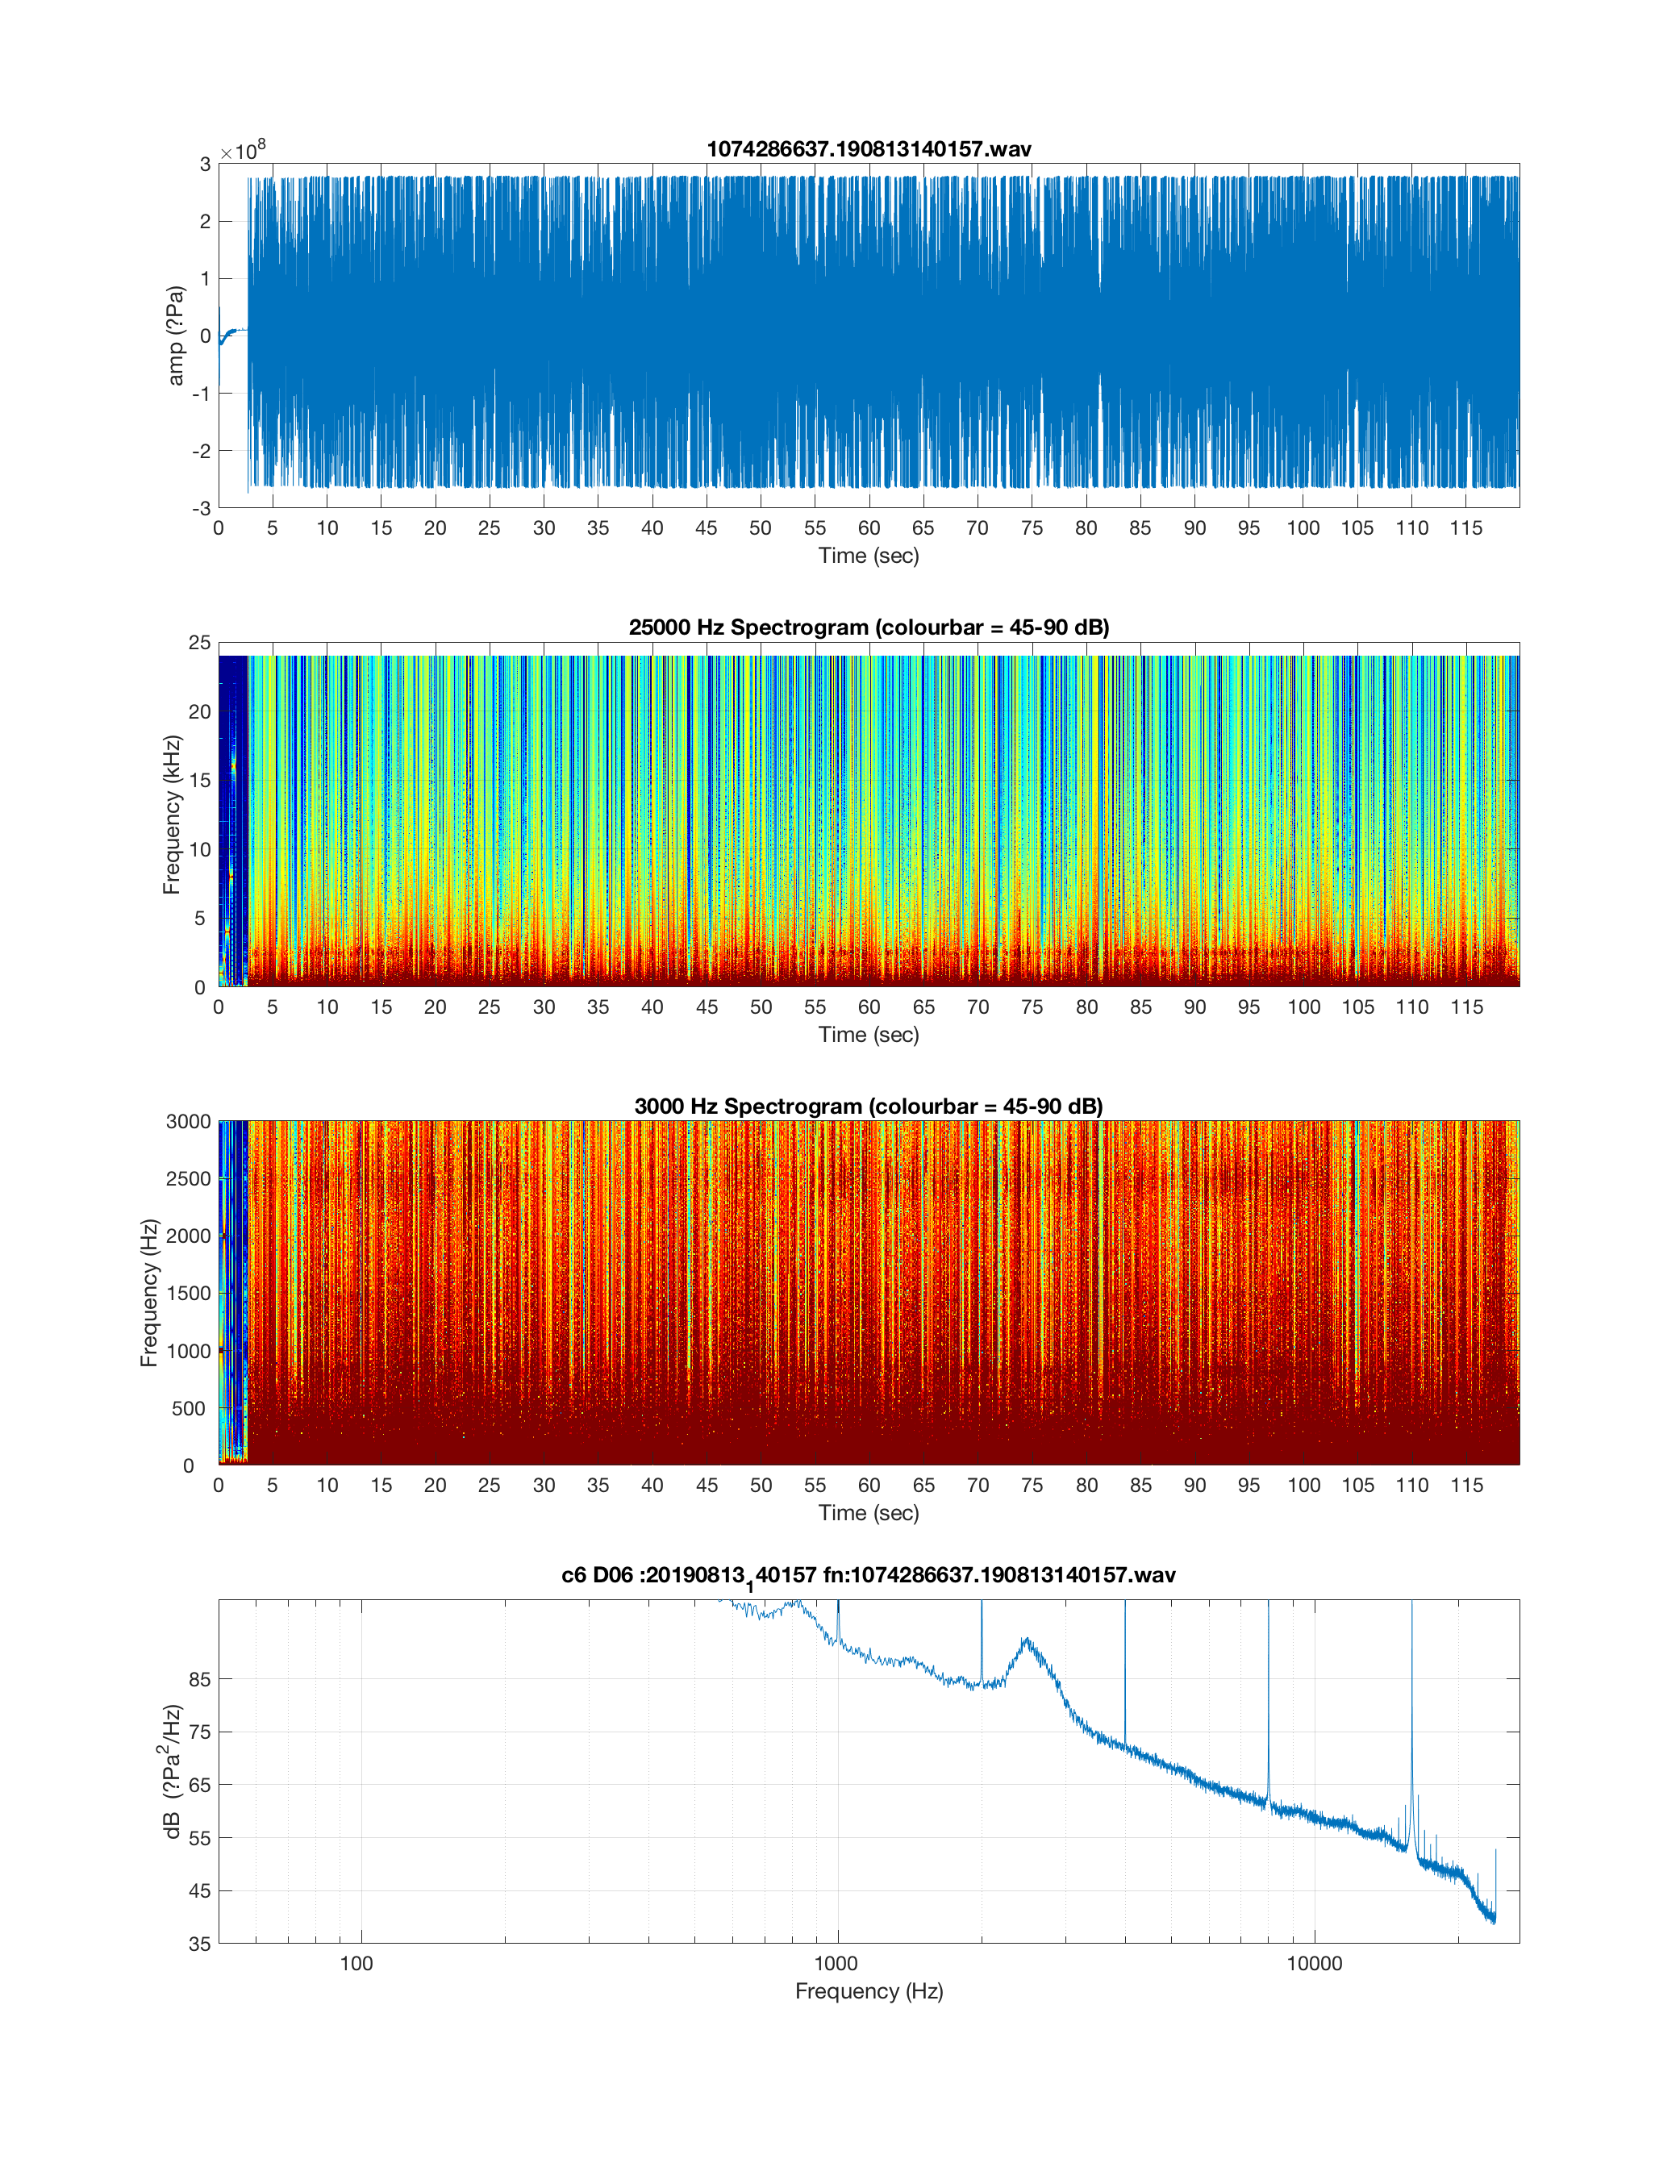 1074286637.190813140157.wav
×10^8
3
2
1
0
-1
-2
-3
amp (?Pa)
0 5 10 15 20 25 30 35 40 45 50 55 60 65 70 75 80 85 90 95 100 105 110 115
Time (sec)
25000 Hz Spectrogram (colourbar = 45-90 dB)
25
20
15
10
5
0
Frequency (kHz)
0 5 10 15 20 25 30 35 40 45 50 55 60 65 70 75 80 85 90 95 100 105 110 115
Time (sec)
3000 Hz Spectrogram (colourbar = 45-90 dB)
3000
2500
2000
1500
1000
500
0
Frequency (Hz)
0 5 10 15 20 25 30 35 40 45 50 55 60 65 70 75 80 85 90 95 100 105 110 115
Time (sec)
c6 D06 :20190813_140157 fn:1074286637.190813140157.wav
85
75
65
55
45
35
dB (?Pa^2/Hz)
100 1000 10000
Frequency (Hz)